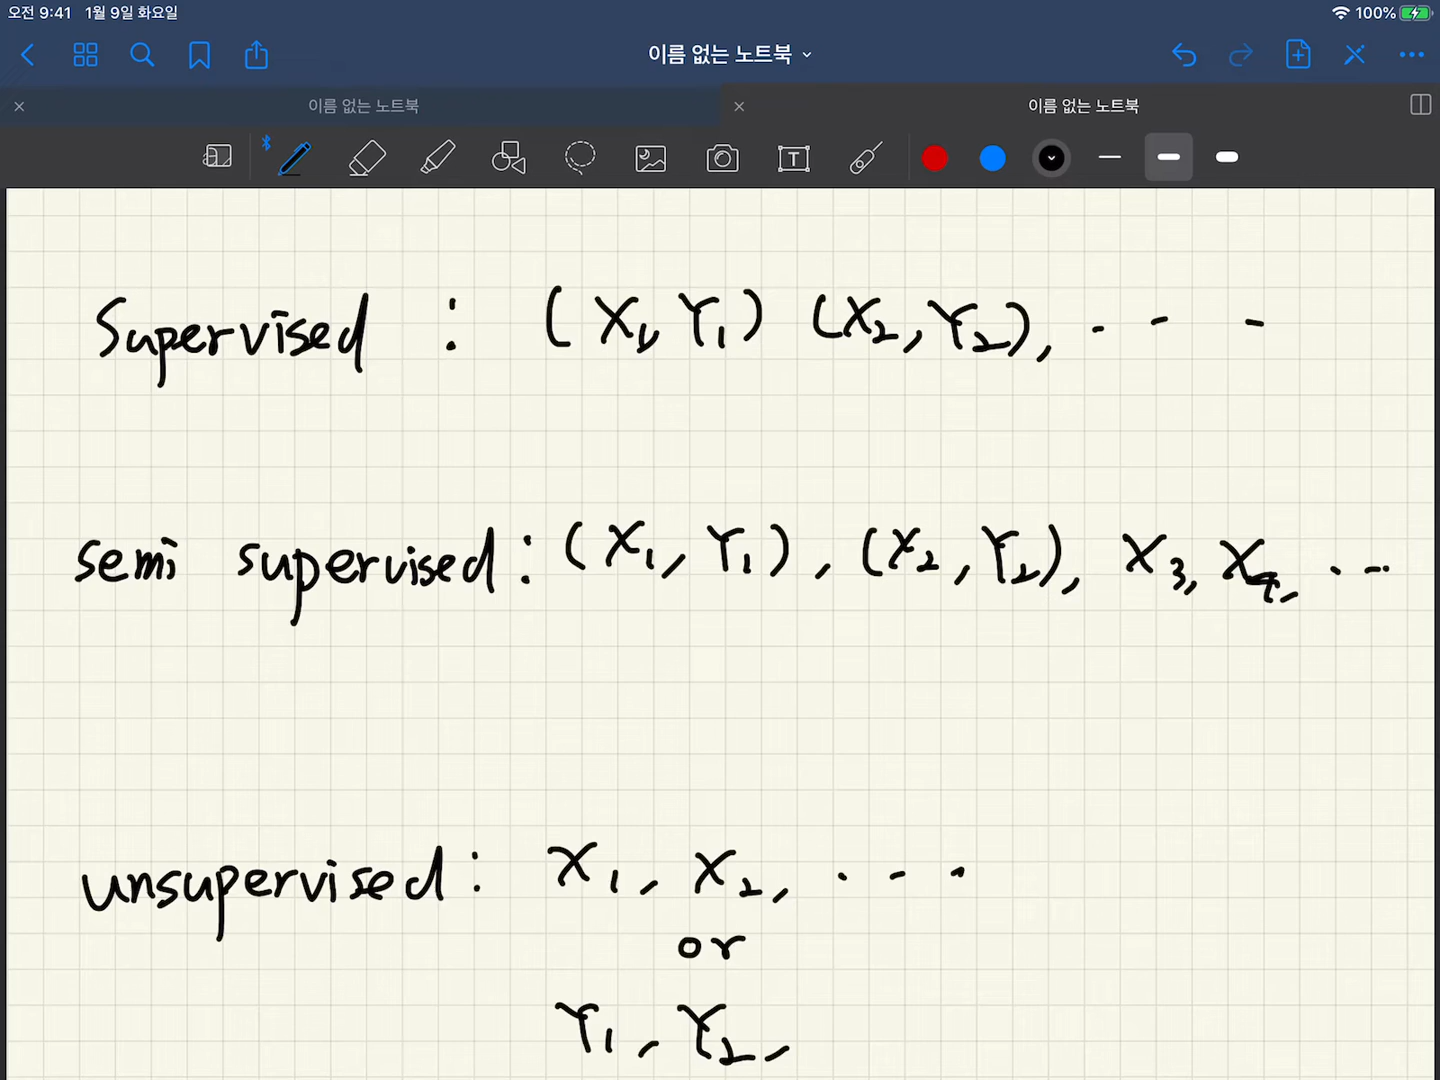 오전 9:41 1월 9일 화요일 100%
이름 없는 노트북
이름 없는 노트북 이름 없는 노트북
T
Supervised : (X1, Y1) (X2, Y2), . - -
semi supervised : (X1, Y1), (X2, Y2), X3, X4, ...
unsupervised : X1, X2, . - .
or
Y1, Y2,